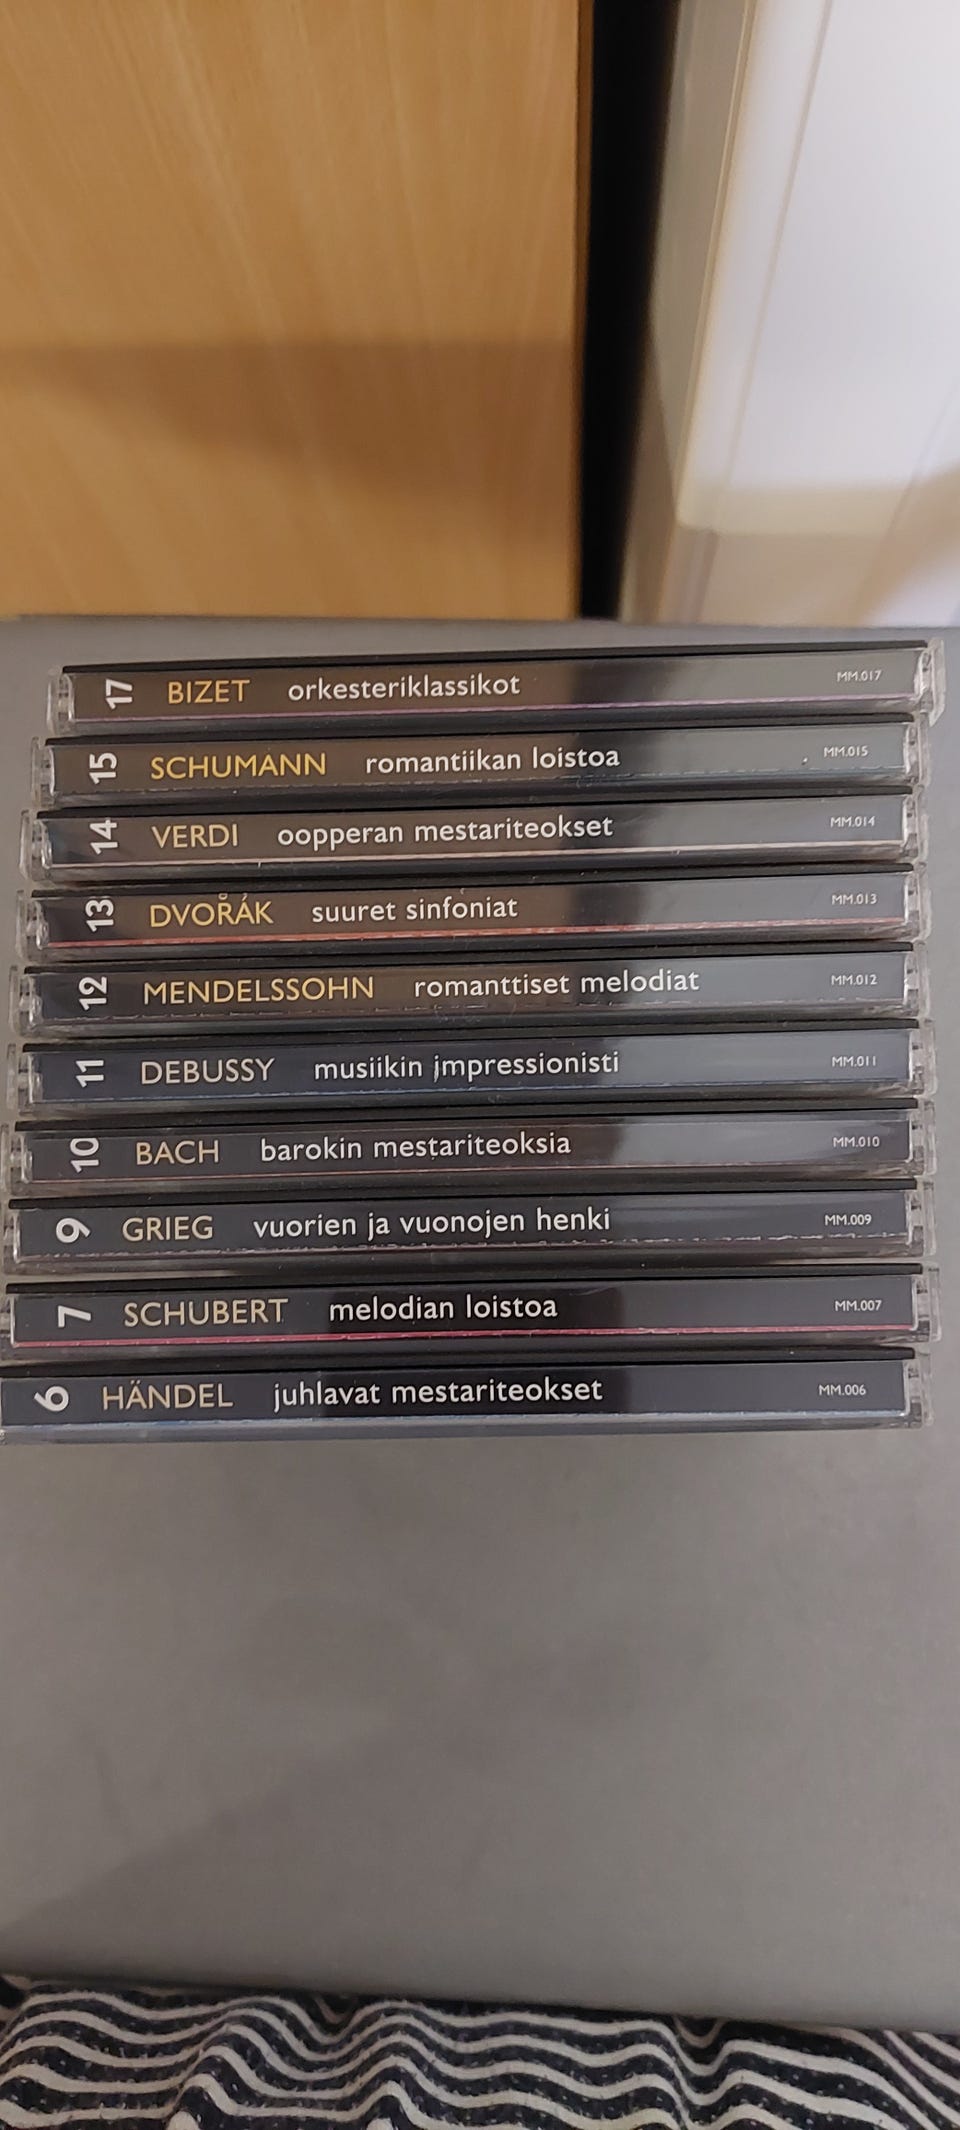 17 BIZET orkesteriklassikot MM.017
15 SCHUMANN romantiikan loistoa MM.015
14 VERDI oopperan mestariteokset MM.014
13 DVOŘÁK suuret sinfoniat MM.013
12 MENDELSSOHN romanttiset melodiat MM.012
11 DEBUSSY musiikin impressionisti MM.011
10 BACH barokin mestariteoksia MM.010
9 GRIEG vuorien ja vuonojen henki MM.009
7 SCHUBERT melodian loistoa MM.007
6 HÄNDEL juhlavat mestariteokset MM.006